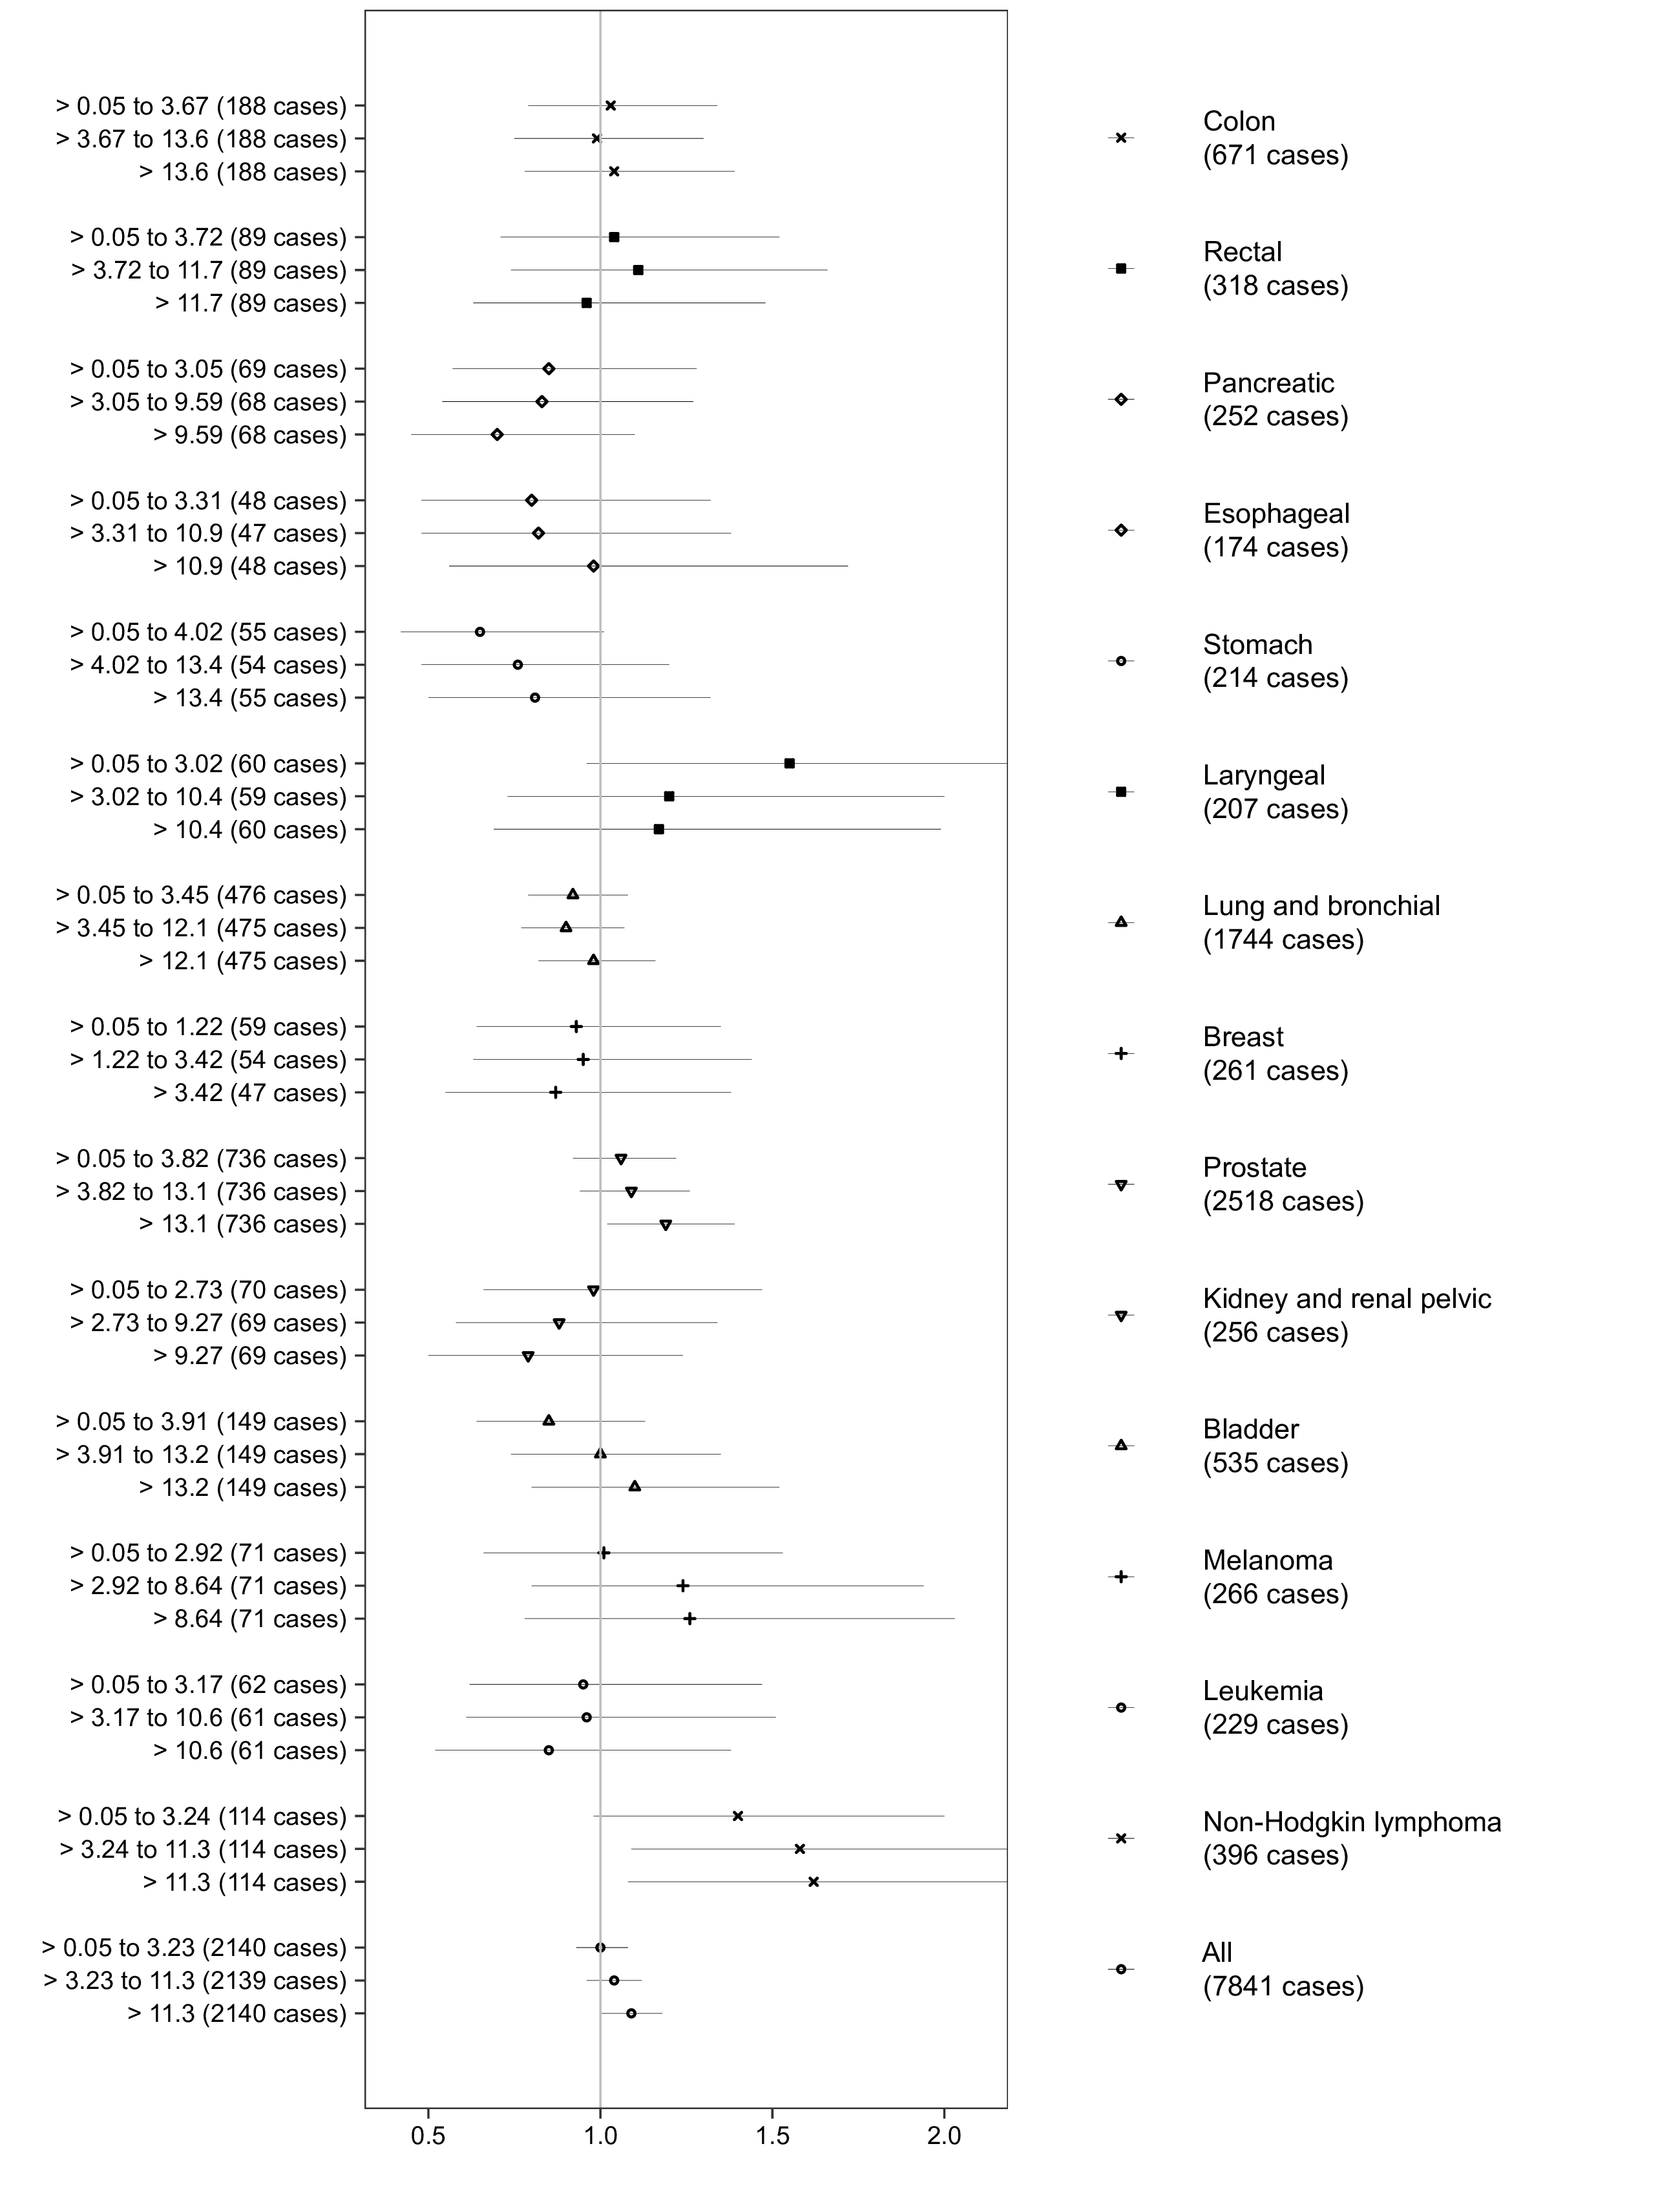 > 0.05 to 3.67 (188 cases)
> 3.67 to 13.6 (188 cases)
> 13.6 (188 cases)
Colon
(671 cases)
> 0.05 to 3.72 (89 cases)
> 3.72 to 11.7 (89 cases)
> 11.7 (89 cases)
Rectal
(318 cases)
> 0.05 to 3.05 (69 cases)
> 3.05 to 9.59 (68 cases)
> 9.59 (68 cases)
Pancreatic
(252 cases)
> 0.05 to 3.31 (48 cases)
> 3.31 to 10.9 (47 cases)
> 10.9 (48 cases)
Esophageal
(174 cases)
> 0.05 to 4.02 (55 cases)
> 4.02 to 13.4 (54 cases)
> 13.4 (55 cases)
Stomach
(214 cases)
> 0.05 to 3.02 (60 cases)
> 3.02 to 10.4 (59 cases)
> 10.4 (60 cases)
Laryngeal
(207 cases)
> 0.05 to 3.45 (476 cases)
> 3.45 to 12.1 (475 cases)
> 12.1 (475 cases)
Lung and bronchial
(1744 cases)
> 0.05 to 1.22 (59 cases)
> 1.22 to 3.42 (54 cases)
> 3.42 (47 cases)
Breast
(261 cases)
> 0.05 to 3.82 (736 cases)
> 3.82 to 13.1 (736 cases)
> 13.1 (736 cases)
Prostate
(2518 cases)
> 0.05 to 2.73 (70 cases)
> 2.73 to 9.27 (69 cases)
> 9.27 (69 cases)
Kidney and renal pelvic
(256 cases)
> 0.05 to 3.91 (149 cases)
> 3.91 to 13.2 (149 cases)
> 13.2 (149 cases)
Bladder
(535 cases)
> 0.05 to 2.92 (71 cases)
> 2.92 to 8.64 (71 cases)
> 8.64 (71 cases)
Melanoma
(266 cases)
> 0.05 to 3.17 (62 cases)
> 3.17 to 10.6 (61 cases)
> 10.6 (61 cases)
Leukemia
(229 cases)
> 0.05 to 3.24 (114 cases)
> 3.24 to 11.3 (114 cases)
> 11.3 (114 cases)
Non-Hodgkin lymphoma
(396 cases)
> 0.05 to 3.23 (2140 cases)
> 3.23 to 11.3 (2139 cases)
> 11.3 (2140 cases)
All
(7841 cases)
0.5 1.0 1.5 2.0